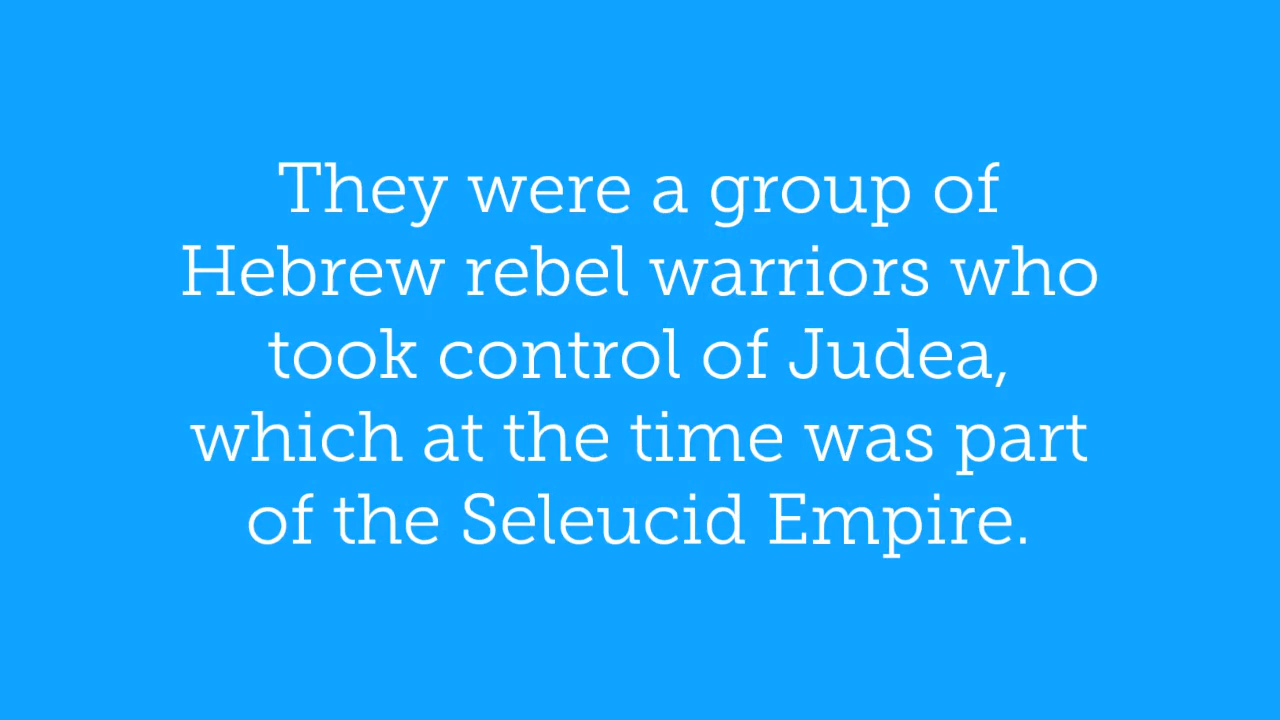 They were a group of
Hebrew rebel warriors who
took control of Judea,
which at the time was part
of the Seleucid Empire.